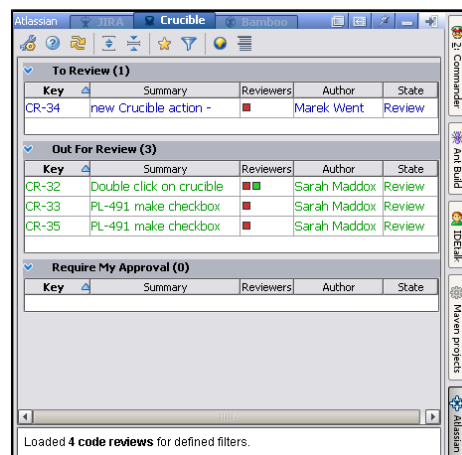 Atlassian JIRA Crucible Bamboo
To Review (1)
Key Summary Reviewers Author State
CR-34 new Crucible action - Marek Went Review
Out For Review (3)
Key Summary Reviewers Author State
CR-32 Double click on crucible Sarah Maddox Review
CR-33 PL-491 make checkbox Sarah Maddox Review
CR-35 PL-491 make checkbox Sarah Maddox Review
Require My Approval (0)
Key Summary Reviewers Author State
Loaded 4 code reviews for defined filters.
2: Commander
Ant Build
IDEtalk
Maven projects
Atlassian